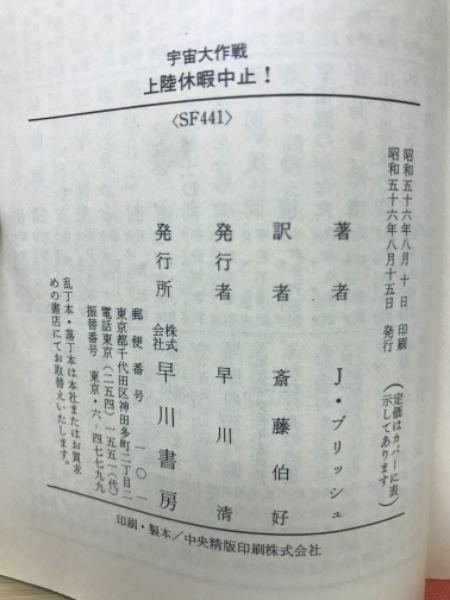 宇宙大作戦
上陸休暇中止！
〈SF441〉
昭和五十六年八月 十 日 印刷
昭和五十六年八月十五日 発行
（定価はカバーに表示してあります）
著者 J・ブリッシュ
訳者 斎藤伯好
発行者 早川清
発行所 株式会社 早川書房
郵便番号 一〇一
東京都千代田区神田多町二丁目二
電話東京（二五四）一五五一（代）
振替番号 東京・六－四七七九九
乱丁本・落丁本は本社またはお買求
めの書店にてお取替えいたします。
印刷・製本／中央精版印刷株式会社